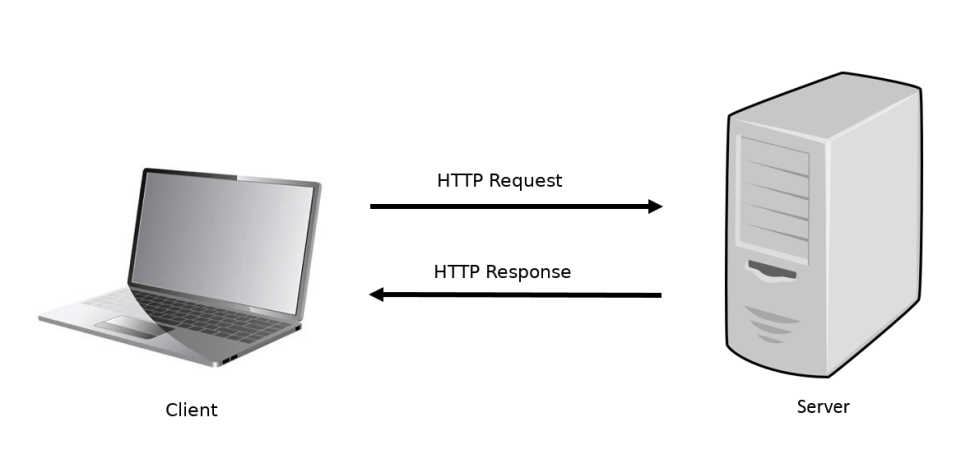 HTTP Request
HTTP Response
Client
Server